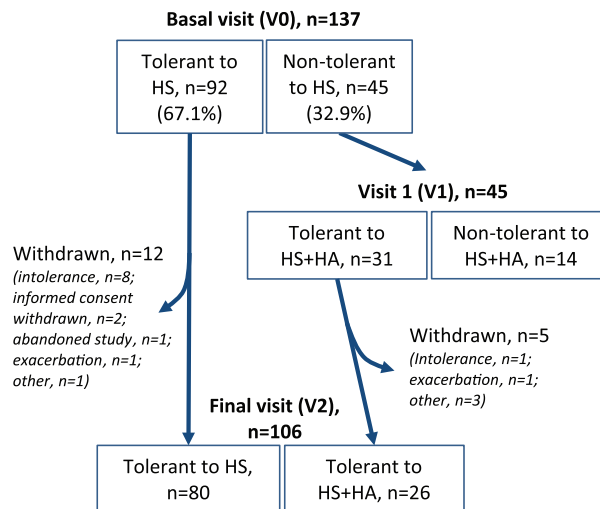 Basal visit (V0), n=137
Tolerant to
HS, n=92
(67.1%)
Non-tolerant
to HS, n=45
(32.9%)
Visit 1 (V1), n=45
Tolerant to
HS+HA, n=31
Non-tolerant to
HS+HA, n=14
Withdrawn, n=12
(intolerance, n=8;
informed consent
withdrawn, n=2;
abandoned study, n=1;
exacerbation, n=1;
other, n=1)
Withdrawn, n=5
(Intolerance, n=1;
exacerbation, n=1;
other, n=3)
Final visit (V2),
n=106
Tolerant to HS,
n=80
Tolerant to
HS+HA, n=26